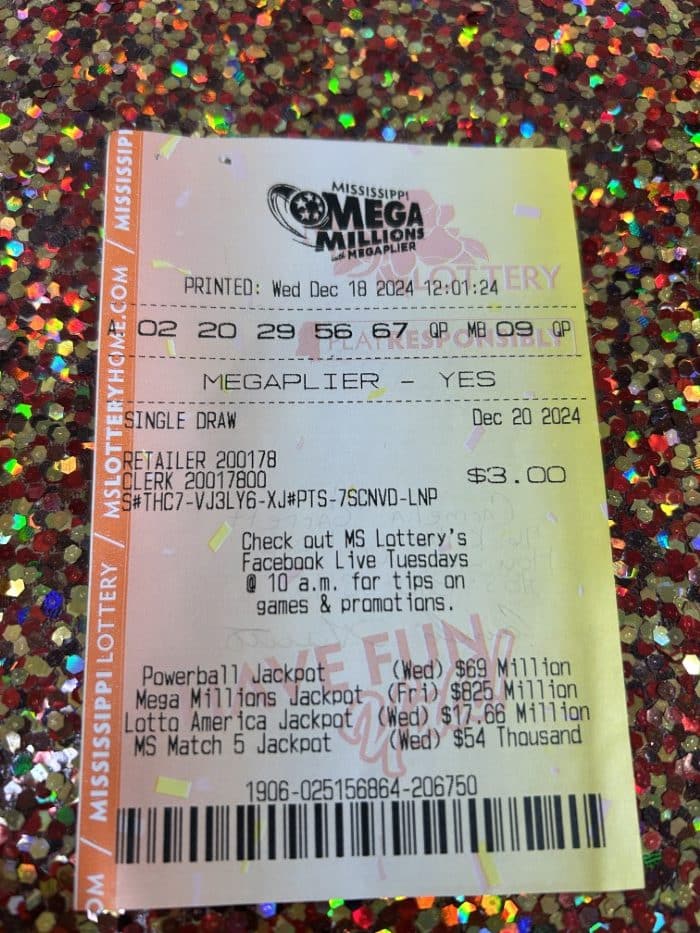 MISSISSIPPI
MEGA
MILLIONS
with MEGAPLIER
LOTTERY
PRINTED: Wed Dec 18 2024 12:01:24
A. 02 20 29 56 67 QP MB 09 QP
PLAY RESPONSIBLY
MEGAPLIER - YES
SINGLE DRAW Dec 20 2024
RETAILER 200178
CLERK 20017800 $3.00
S#THC7-VJ3LY6-XJ#PTS-7SCNVD-LNP
Check out MS Lottery's
Facebook Live Tuesdays
@ 10 a.m. for tips on
games & promotions.
HAVE FUN
Y'all!
Powerball Jackpot (Wed) $69 Million
Mega Millions Jackpot (Fri) $825 Million
Lotto America Jackpot (Wed) $17.66 Million
MS Match 5 Jackpot (Wed) $54 Thousand
1906-025156864-206750
OM / MISSISSIPPI LOTTERY / MSLOTTERYHOME.COM / MISSISSIPPI